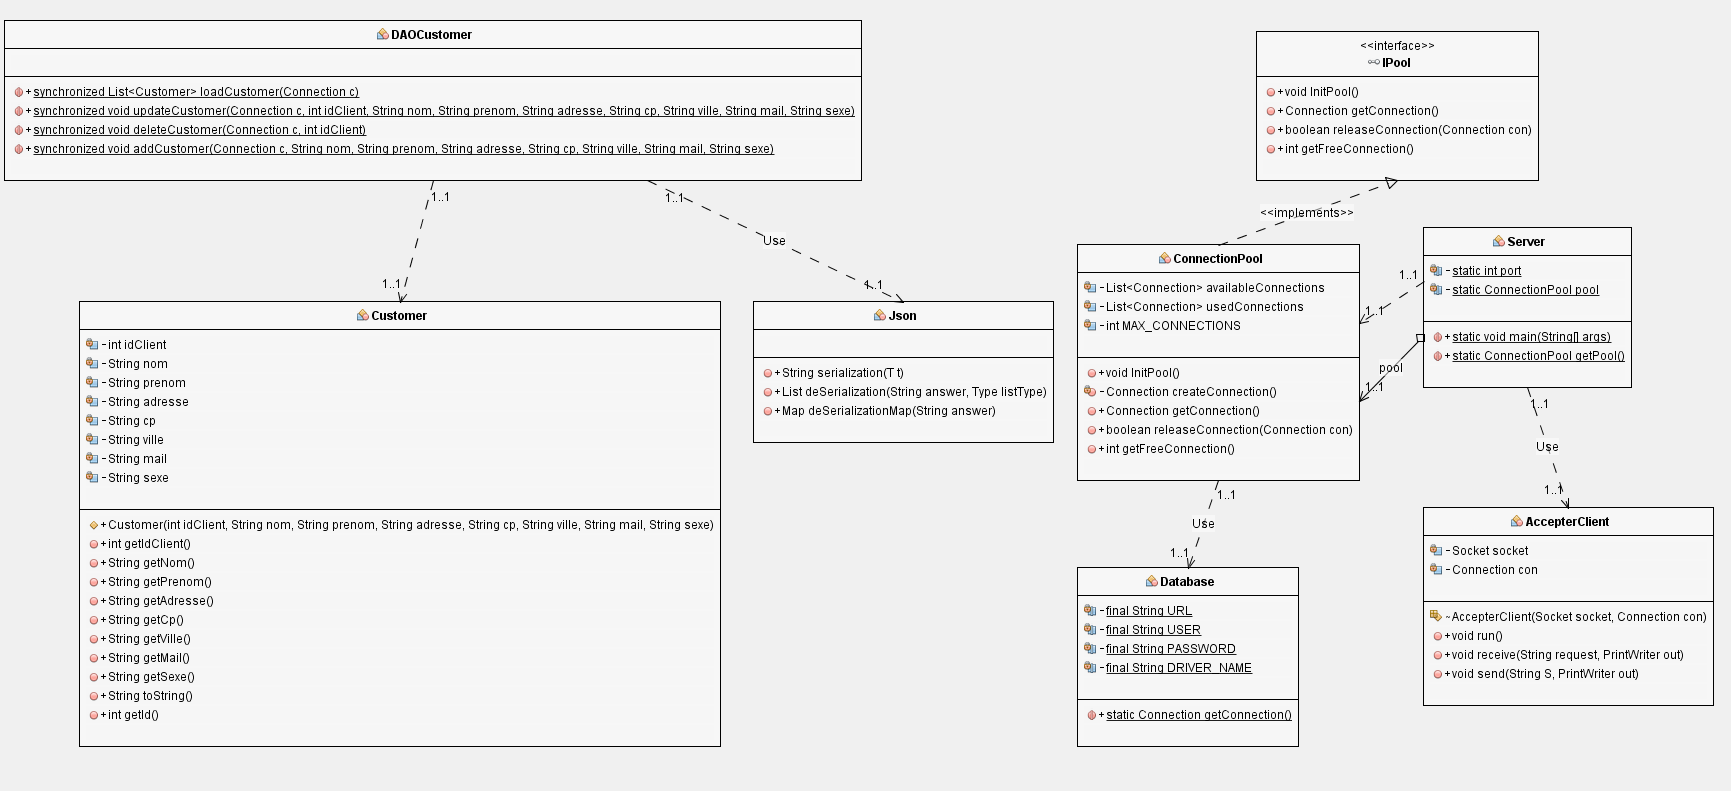 DAOCustomer
+ synchronized List<Customer> loadCustomer(Connection c)
+ synchronized void updateCustomer(Connection c, int idClient, String nom, String prenom, String adresse, String cp, String ville, String mail, String sexe)
+ synchronized void deleteCustomer(Connection c, int idClient)
+ synchronized void addCustomer(Connection c, String nom, String prenom, String adresse, String cp, String ville, String mail, String sexe)
1..1
1..1
1..1
Use
1..1
Customer
- int idClient
- String nom
- String prenom
- String adresse
- String cp
- String ville
- String mail
- String sexe
+ Customer(int idClient, String nom, String prenom, String adresse, String cp, String ville, String mail, String sexe)
+ int getIdClient()
+ String getNom()
+ String getPrenom()
+ String getAdresse()
+ String getCp()
+ String getVille()
+ String getMail()
+ String getSexe()
+ String toString()
+ int getId()
Json
+ String serialization(T t)
+ List deSerialization(String answer, Type listType)
+ Map deSerializationMap(String answer)
<<interface>>
IPool
+ void InitPool()
+ Connection getConnection()
+ boolean releaseConnection(Connection con)
+ int getFreeConnection()
<<implements>>
ConnectionPool
- List<Connection> availableConnections
- List<Connection> usedConnections
- int MAX_CONNECTIONS
+ void InitPool()
- Connection createConnection()
+ Connection getConnection()
+ boolean releaseConnection(Connection con)
+ int getFreeConnection()
1..1
1..1
pool
1..1
Server
- static int port
- static ConnectionPool pool
+ static void main(String[] args)
+ static ConnectionPool getPool()
1..1
Use
1..1
1..1
Use
1..1
Database
- final String URL
- final String USER
- final String PASSWORD
- final String DRIVER_NAME
+ static Connection getConnection()
AccepterClient
- Socket socket
- Connection con
~ AccepterClient(Socket socket, Connection con)
+ void run()
+ void receive(String request, PrintWriter out)
+ void send(String S, PrintWriter out)